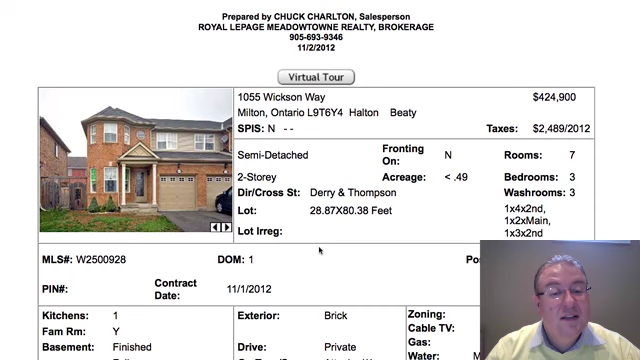 Prepared by CHUCK CHARLTON, Salesperson
ROYAL LEPAGE MEADOWTOWNE REALTY, BROKERAGE
905-693-9346
11/2/2012
Virtual Tour
1055 Wickson Way $424,900
Milton, Ontario L9T6Y4 Halton Beaty
SPIS: N - - Taxes: $2,489/2012
Semi-Detached Fronting On: N Rooms: 7
2-Storey Acreage: < .49 Bedrooms: 3
Dir/Cross St: Derry & Thompson Washrooms: 3
Lot: 28.87X80.38 Feet 1x4x2nd,
1x2xMain,
Lot Irreg: 1x3x2nd
MLS#: W2500928 DOM: 1
PIN#: Contract Date: 11/1/2012
Kitchens: 1 Exterior: Brick Zoning:
Fam Rm: Y Cable TV:
Basement: Finished Drive: Private Gas:
Water: